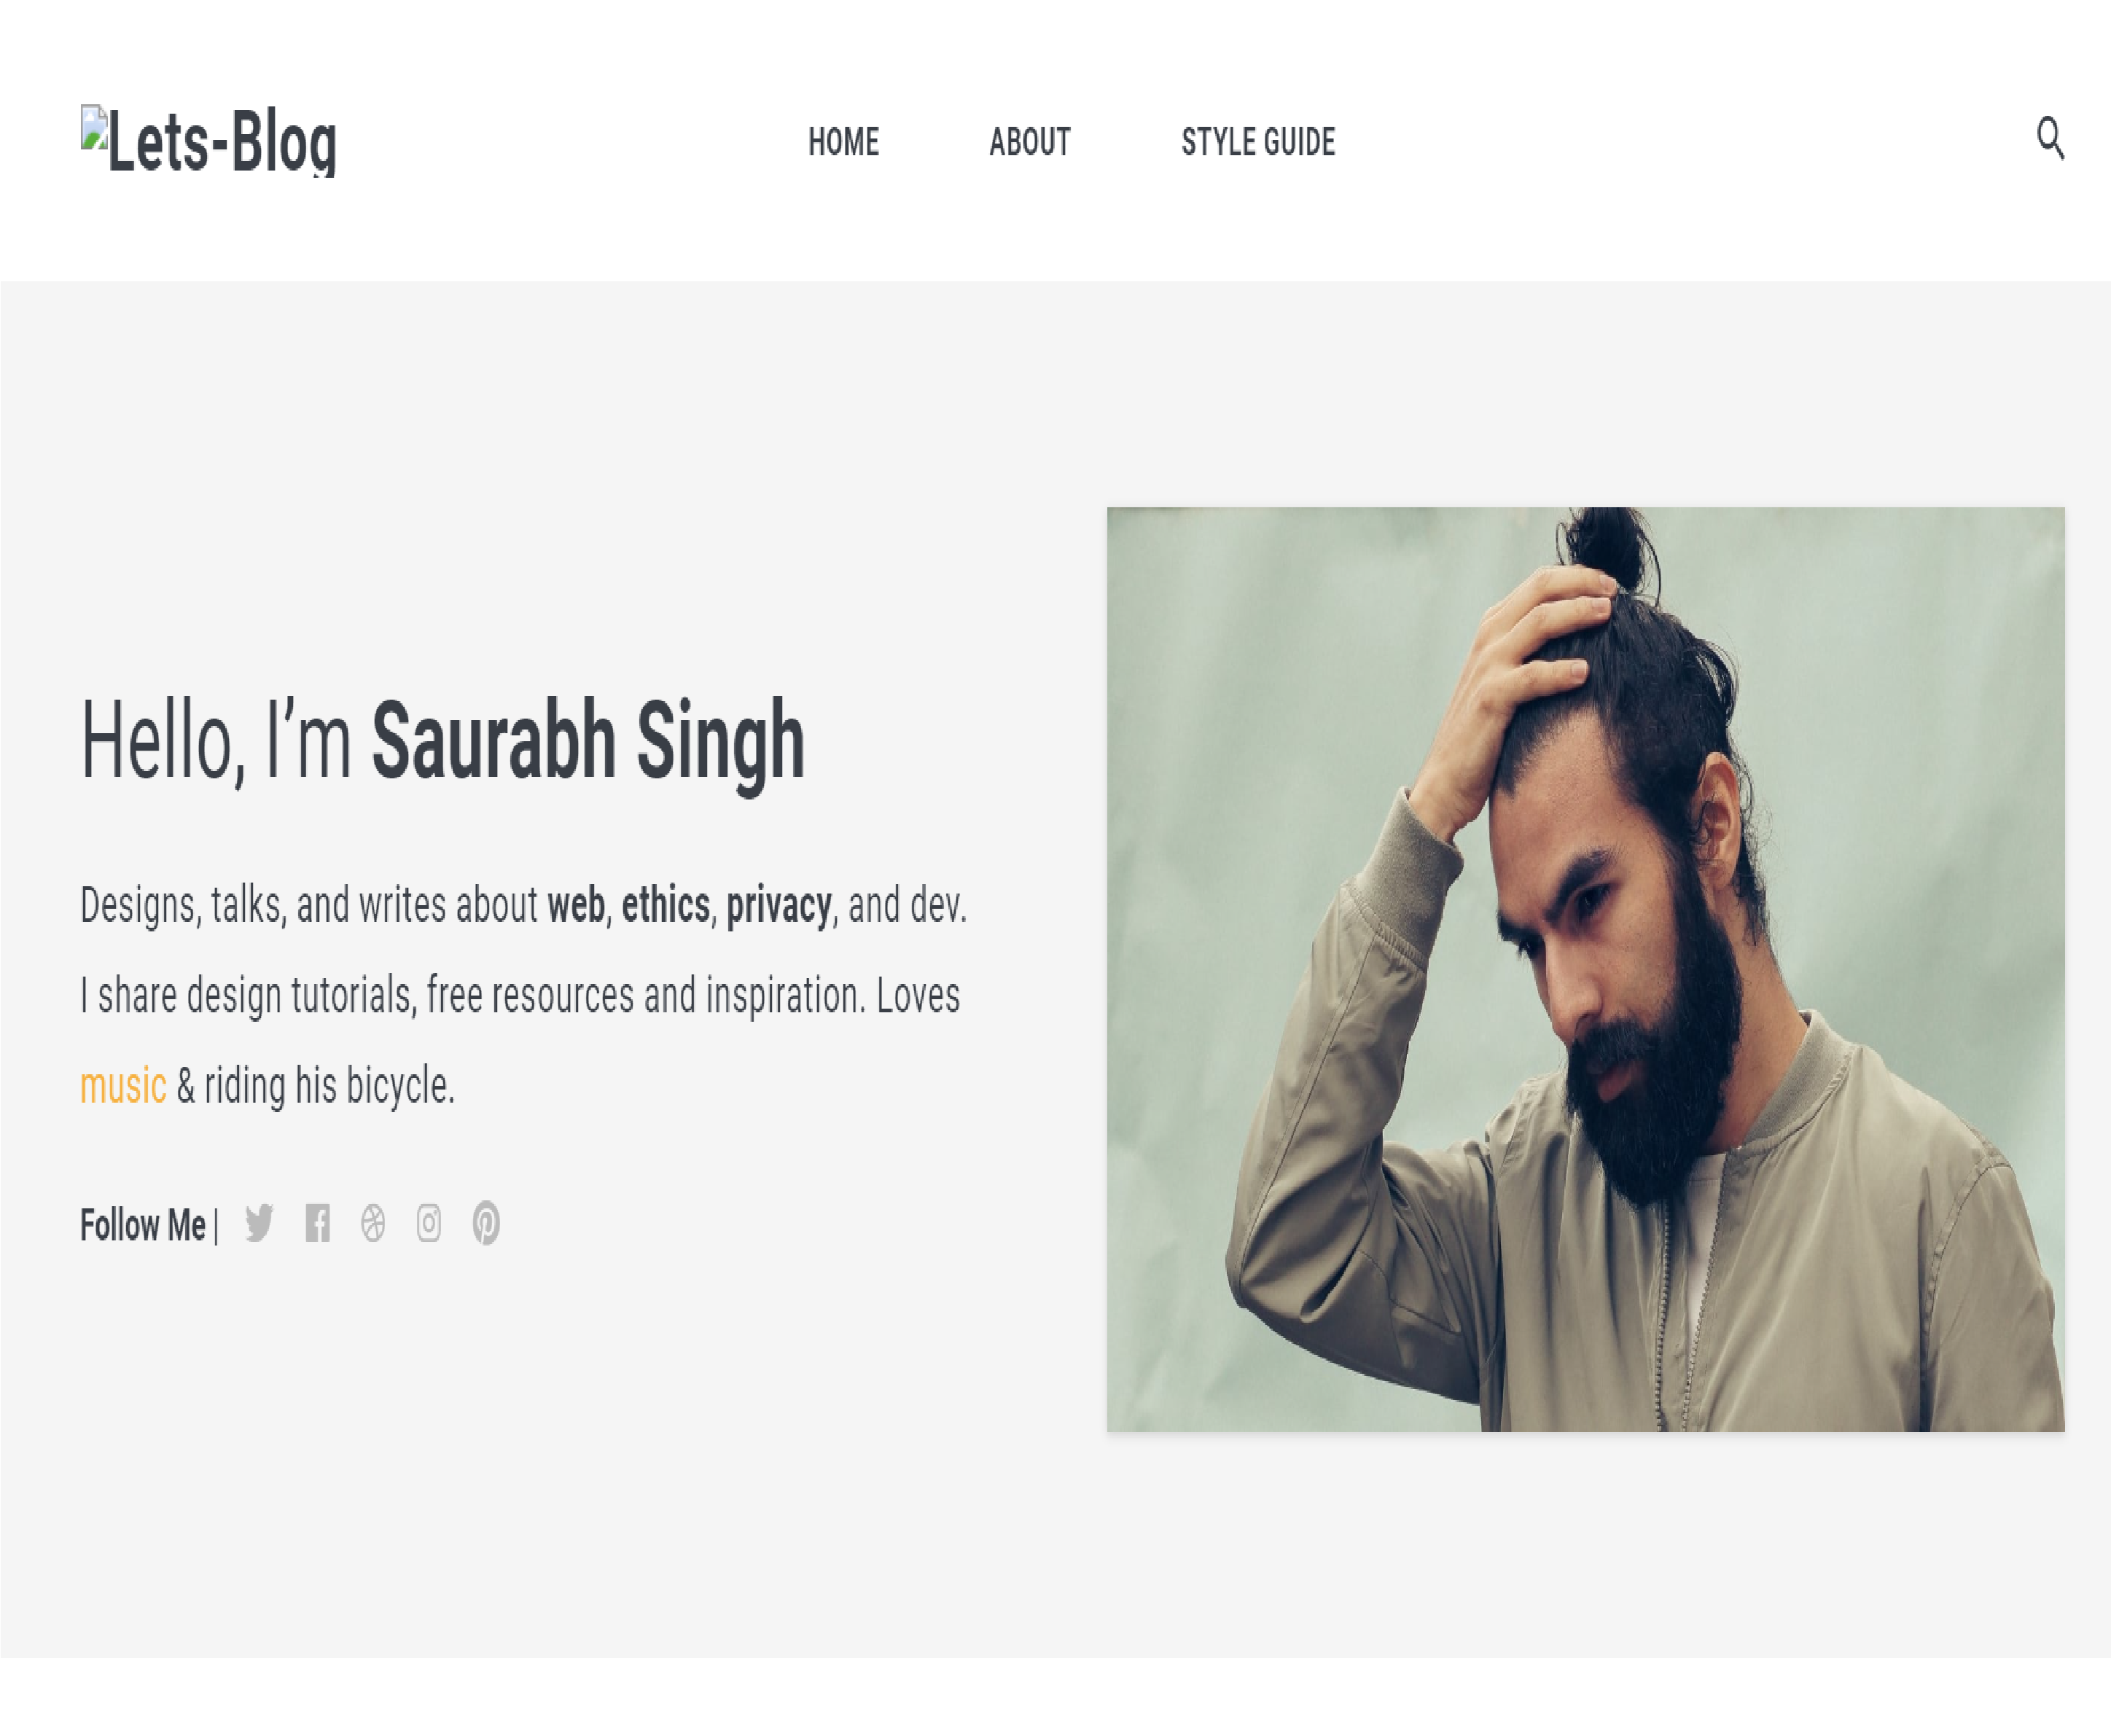 Lets-Blog
HOME ABOUT STYLE GUIDE
Hello, I’m Saurabh Singh
Designs, talks, and writes about web, ethics, privacy, and dev.
I share design tutorials, free resources and inspiration. Loves
music & riding his bicycle.
Follow Me |